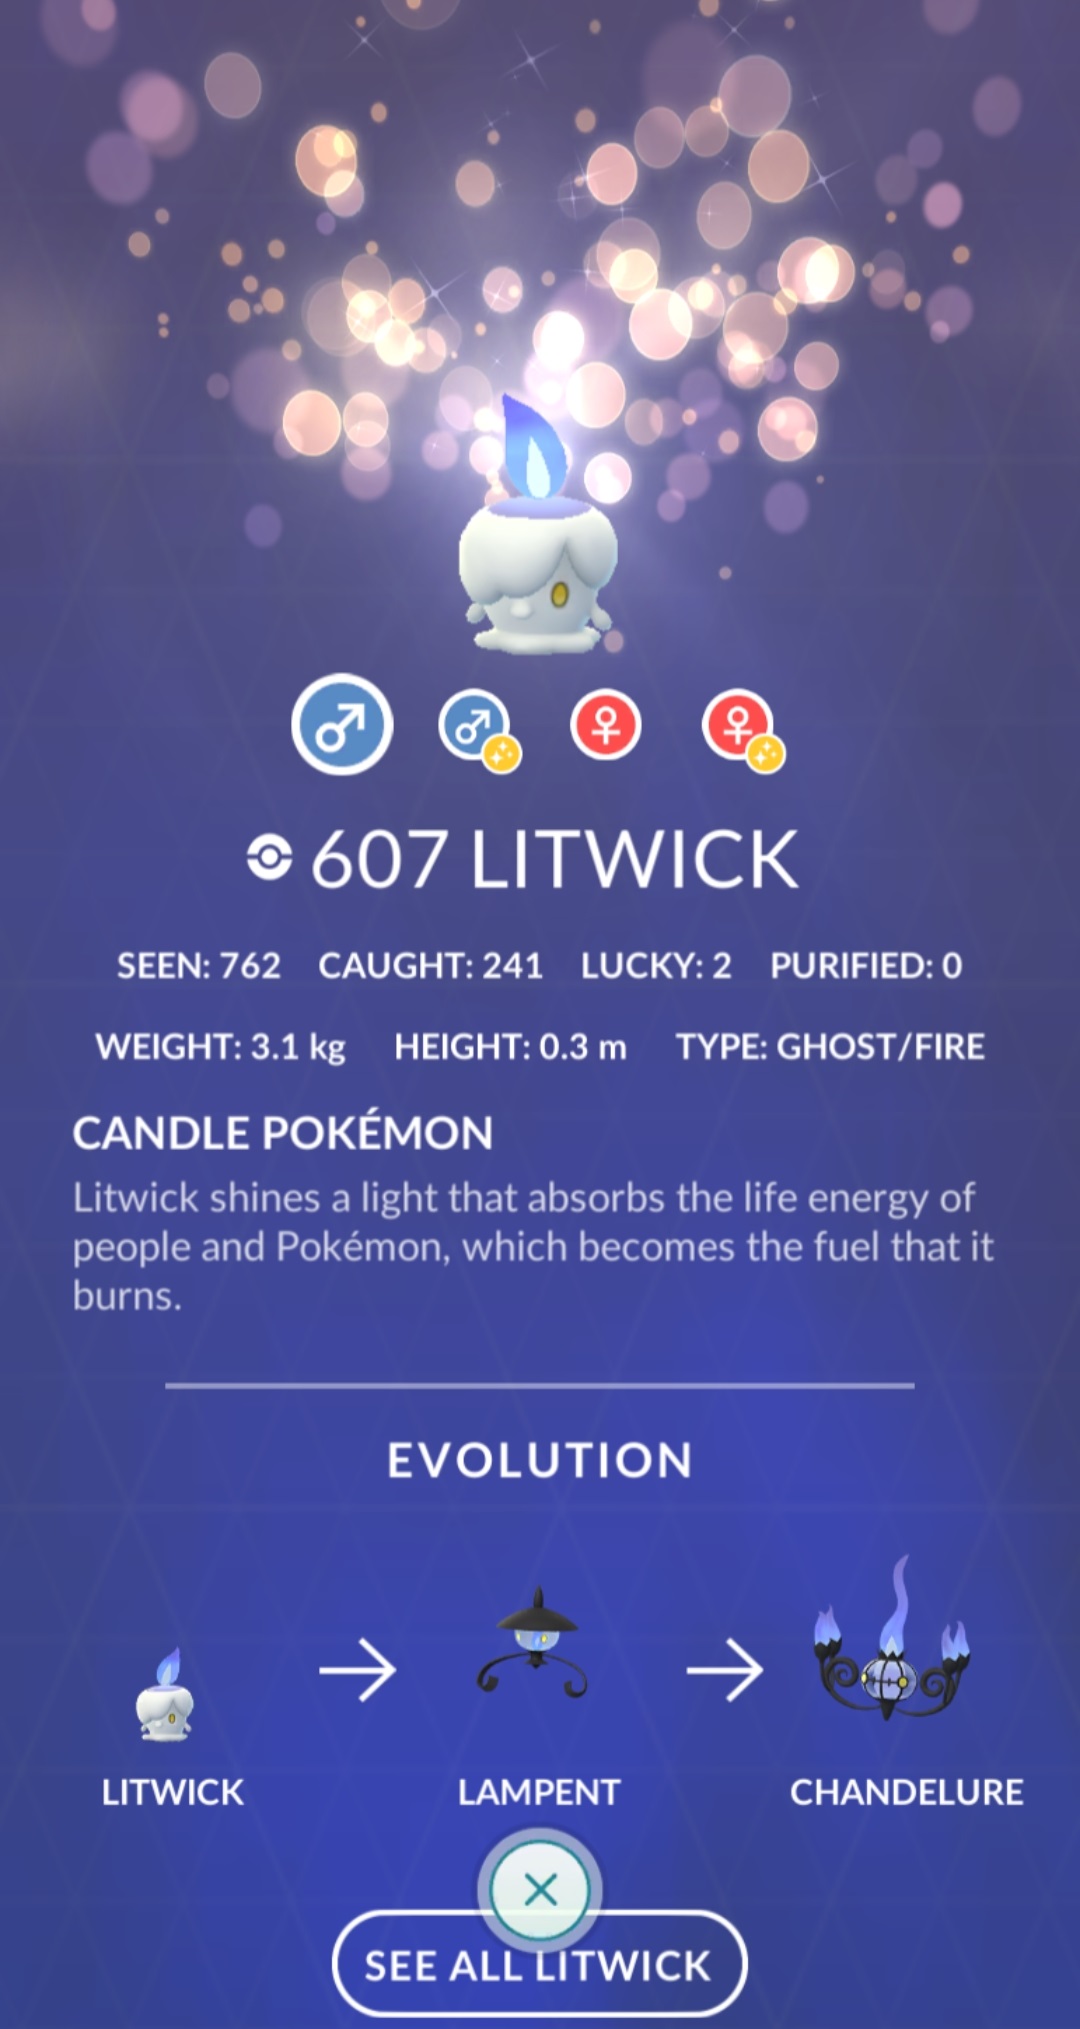 607 LITWICK
SEEN: 762 CAUGHT: 241 LUCKY: 2 PURIFIED: 0
WEIGHT: 3.1 kg HEIGHT: 0.3 m TYPE: GHOST/FIRE
CANDLE POKÉMON
Litwick shines a light that absorbs the life energy of
people and Pokémon, which becomes the fuel that it
burns.
EVOLUTION
LITWICK LAMPENT CHANDELURE
SEE ALL LITWICK